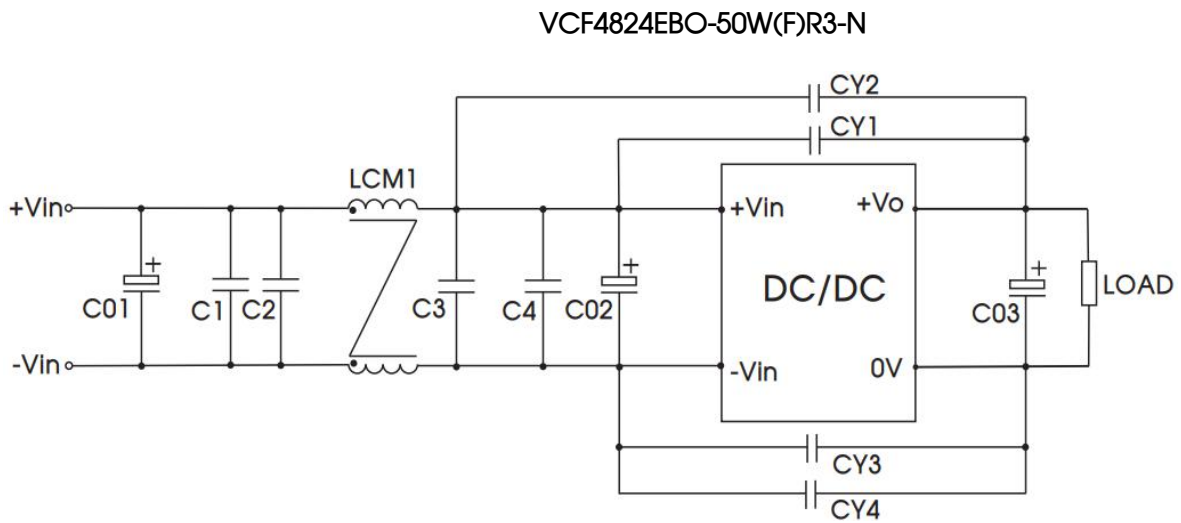 VCF4824EBO-50W(F)R3-N
CY2
CY1
LCM1
+Vin
+Vin
+Vo
+
C01
C1
C2
C3
C4
+
C02
DC/DC
+
C03
LOAD
-Vin
-Vin
0V
CY3
CY4